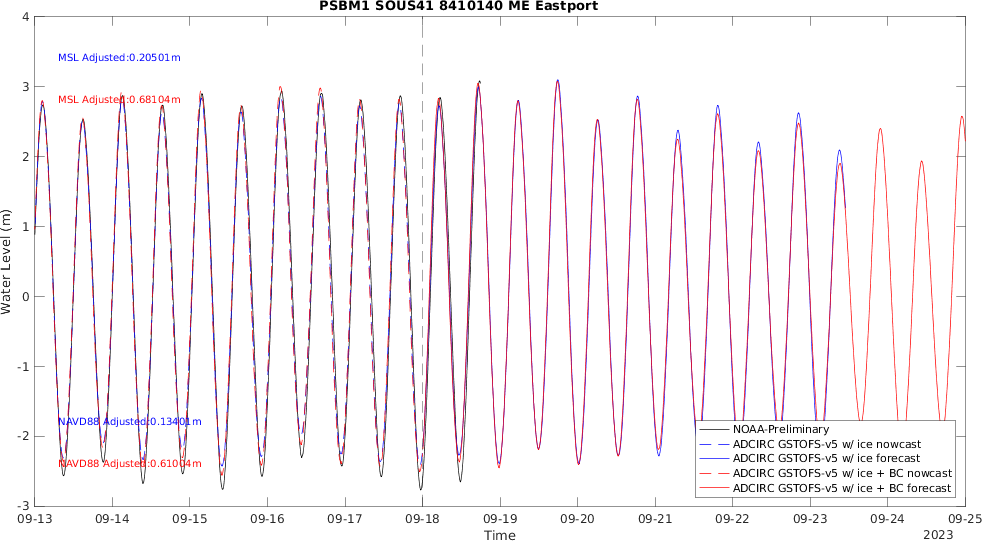 PSBM1 SOUS41 8410140 ME Eastport
4
MSL Adjusted:0.20501m
3
MSL Adjusted:0.68104m
2
1
Water Level (m)
0
-1
NAVD88 Adjusted:0.13401m
-2
NAVD88 Adjusted:0.61004m
-3
NOAA-Preliminary
ADCIRC GSTOFS-v5 w/ ice nowcast
ADCIRC GSTOFS-v5 w/ ice forecast
ADCIRC GSTOFS-v5 w/ ice + BC nowcast
ADCIRC GSTOFS-v5 w/ ice + BC forecast
09-13 09-14 09-15 09-16 09-17 09-18 09-19 09-20 09-21 09-22 09-23 09-24 09-25
Time
2023